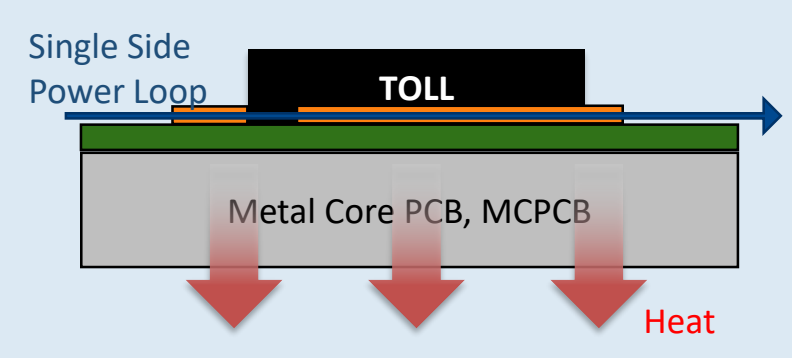 Single Side
Power Loop
TOLL
Metal Core PCB, MCPCB
Heat